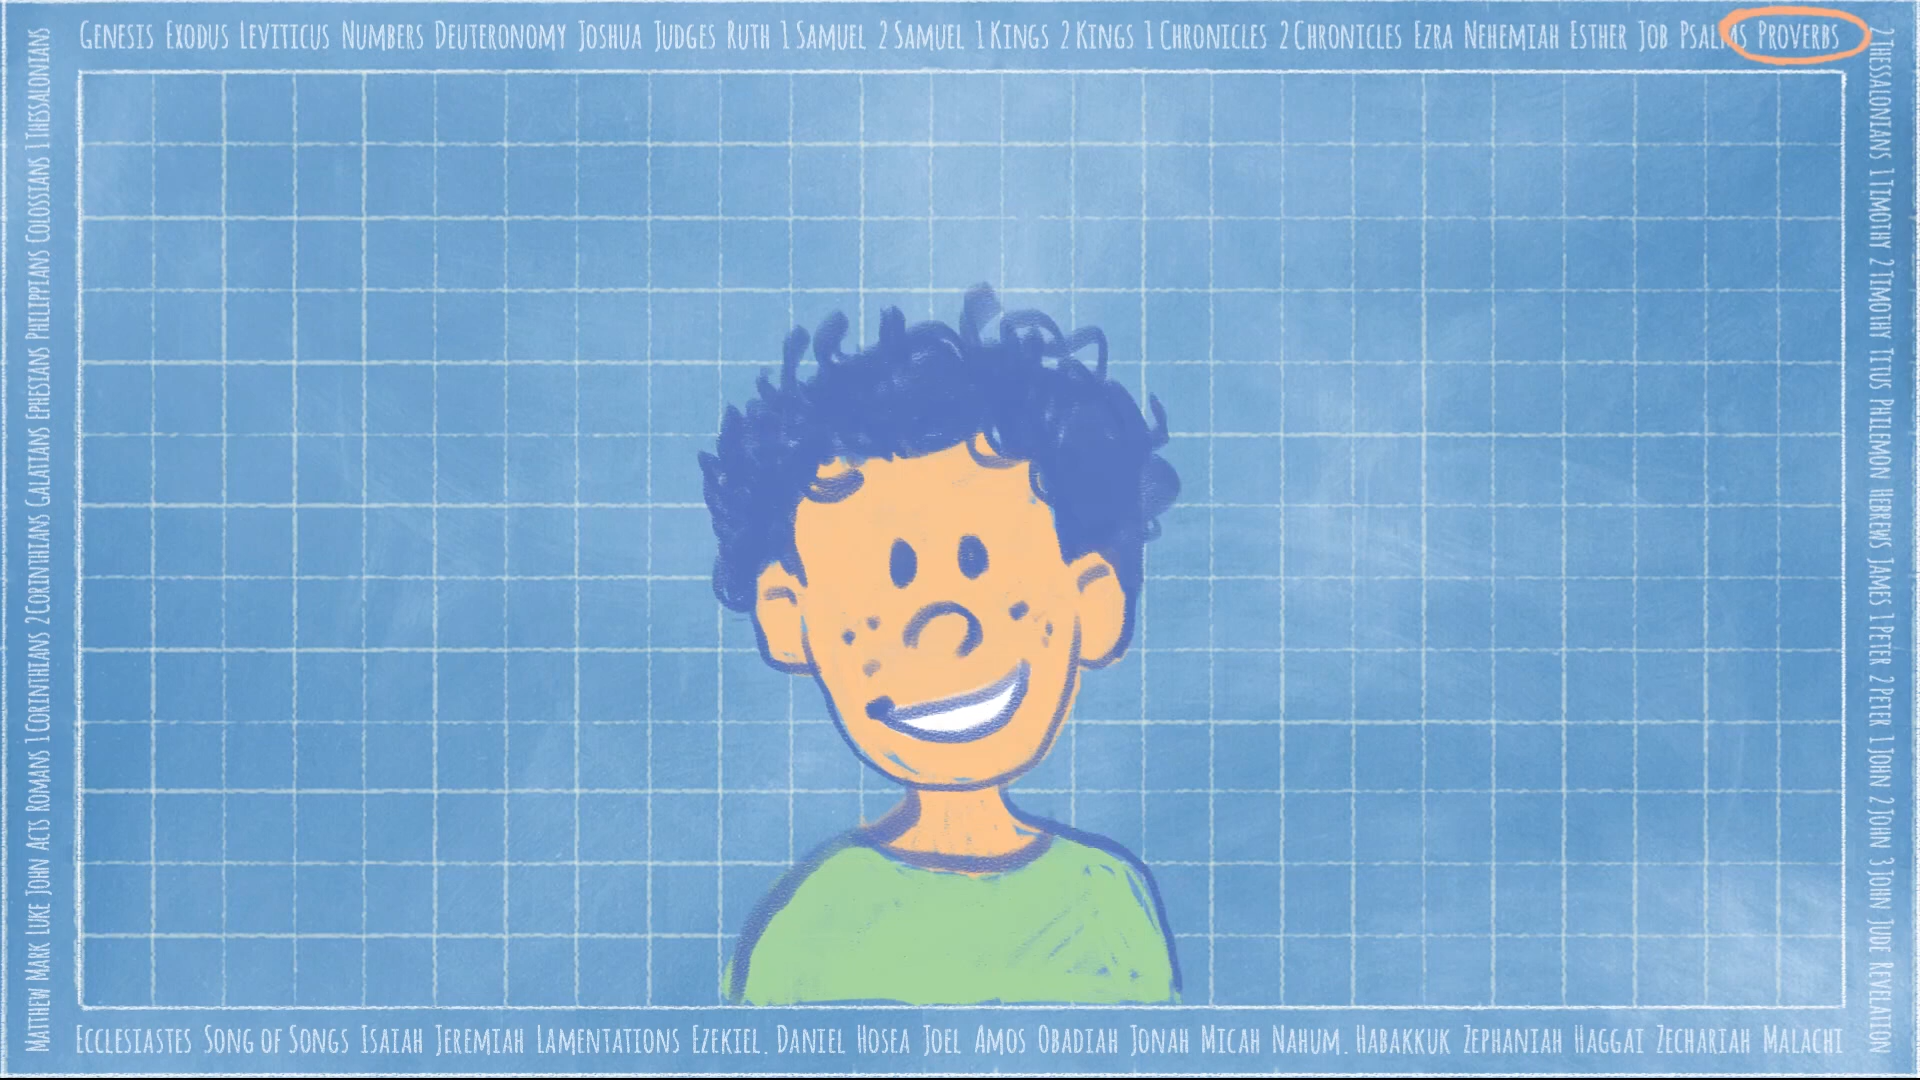 Genesis Exodus Leviticus Numbers Deuteronomy Joshua Judges Ruth 1 Samuel 2 Samuel 1 Kings 2 Kings 1 Chronicles 2 Chronicles Ezra Nehemiah Esther Job Psalms Proverbs
Matthew Mark Luke John Acts Romans 1 Corinthians 2 Corinthians Galatians Ephesians Philippians Colossians 1 Thessalonians
2 Thessalonians 1 Timothy 2 Timothy Titus Philemon Hebrews James 1 Peter 2 Peter 1 John 2 John 3 John Jude Revelation
Ecclesiastes Song of Songs Isaiah Jeremiah Lamentations Ezekiel. Daniel Hosea Joel Amos Obadiah Jonah Micah Nahum. Habakkuk Zephaniah Haggai Zechariah Malachi